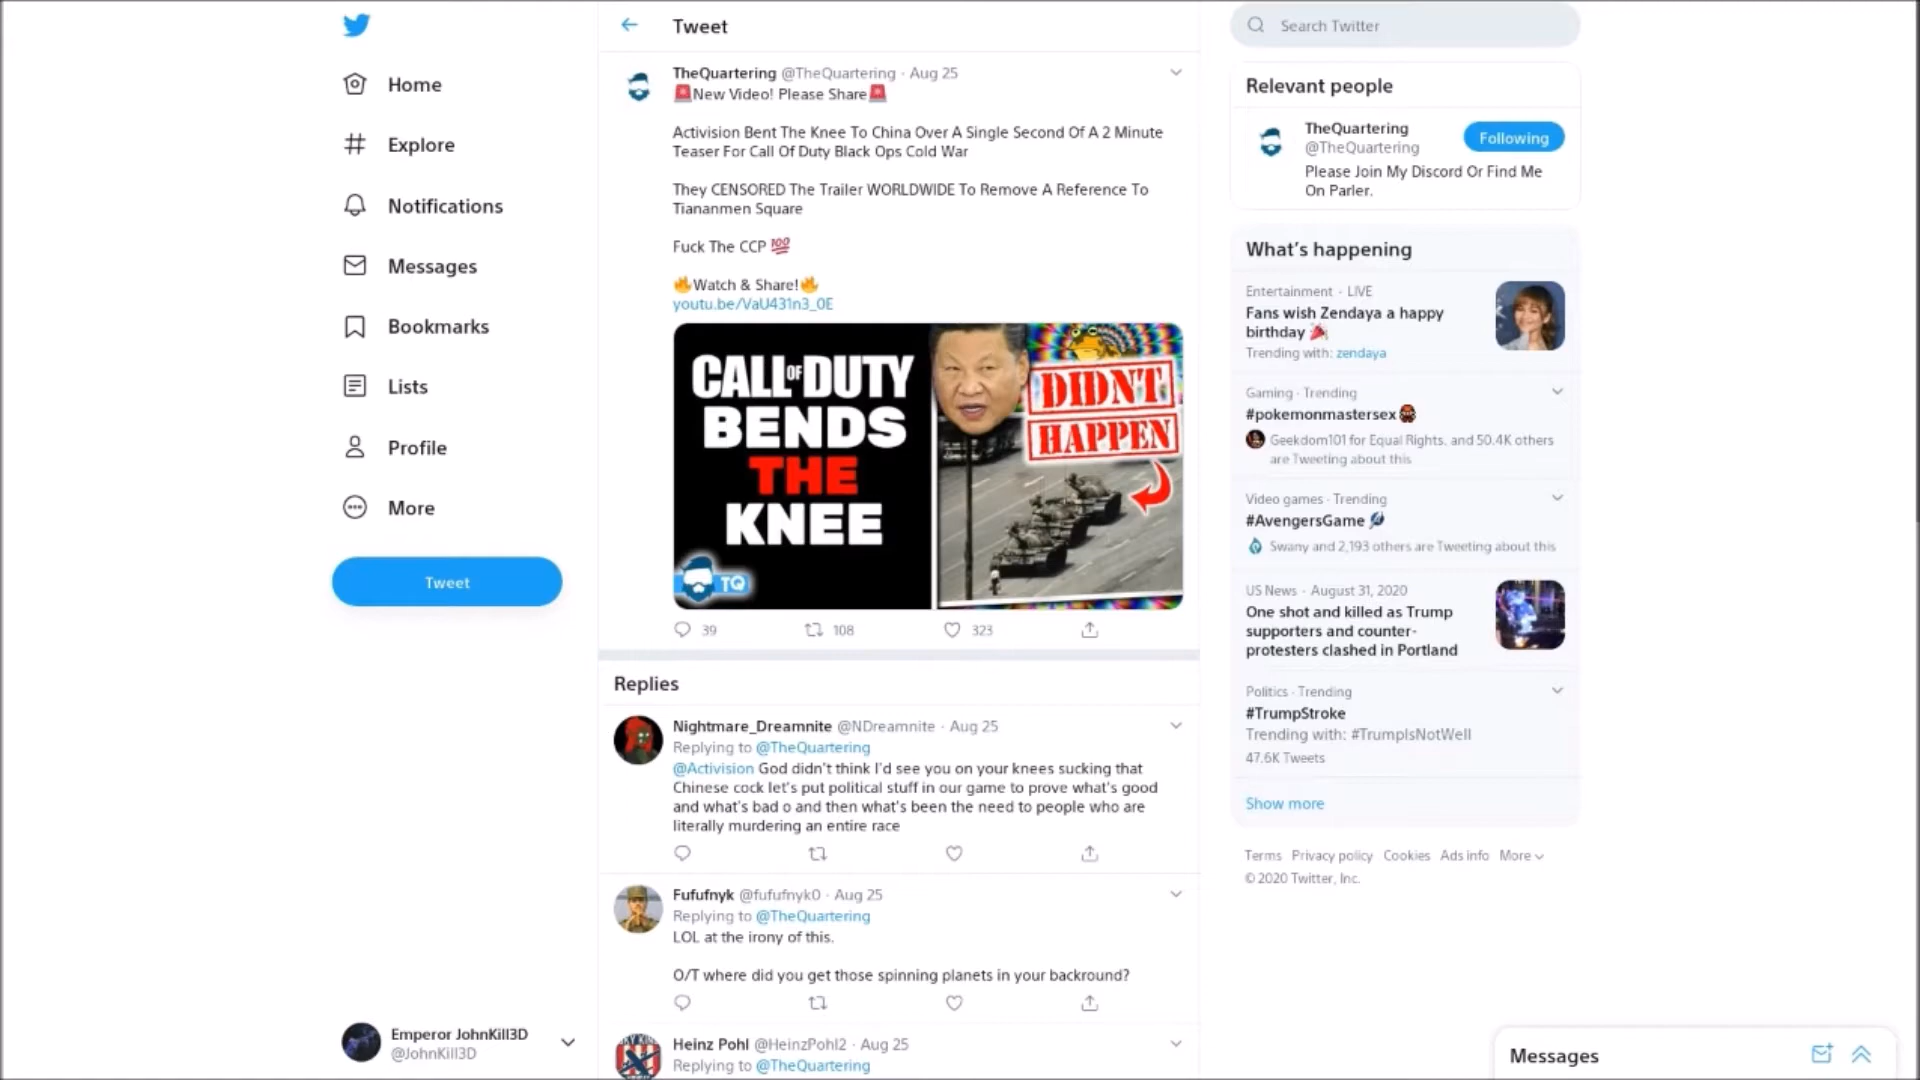 Home
Explore
Notifications
Messages
Bookmarks
Lists
Profile
More
Tweet
Emperor JohnKill3D
@JohnKill3D
Tweet
TheQuartering @TheQuartering · Aug 25
🚨New Video! Please Share🚨
Activision Bent The Knee To China Over A Single Second Of A 2 Minute
Teaser For Call Of Duty Black Ops Cold War
They CENSORED The Trailer WORLDWIDE To Remove A Reference To
Tiananmen Square
Fuck The CCP 💯
🔥Watch & Share!🔥
youtu.be/VaU431n3_0E
CALL OF DUTY
BENDS
THE
KNEE
TQ
DIDNT
HAPPEN
39 108 323
Replies
Nightmare_Dreamnite @NDreamnite · Aug 25
Replying to @TheQuartering
@Activision God didn't think I'd see you on your knees sucking that
Chinese cock let's put political stuff in our game to prove what's good
and what's bad o and then what's been the need to people who are
literally murdering an entire race
Fufufnyk @fufufnyk0 · Aug 25
Replying to @TheQuartering
LOL at the irony of this.
O/T where did you get those spinning planets in your backround?
Heinz Pohl @HeinzPohl2 · Aug 25
Replying to @TheQuartering
Search Twitter
Relevant people
TheQuartering
@TheQuartering
Following
Please Join My Discord Or Find Me
On Parler.
What's happening
Entertainment · LIVE
Fans wish Zendaya a happy
birthday 🎉
Trending with: zendaya
Gaming · Trending
#pokemonmastersex
Geekdom101 for Equal Rights. and 50.4K others
are Tweeting about this
Video games · Trending
#AvengersGame
Swany and 2,193 others are Tweeting about this
US News · August 31, 2020
One shot and killed as Trump
supporters and counter-
protesters clashed in Portland
Politics · Trending
#TrumpStroke
Trending with: #TrumpIsNotWell
47.6K Tweets
Show more
Terms Privacy policy Cookies Ads info More
© 2020 Twitter, Inc.
Messages